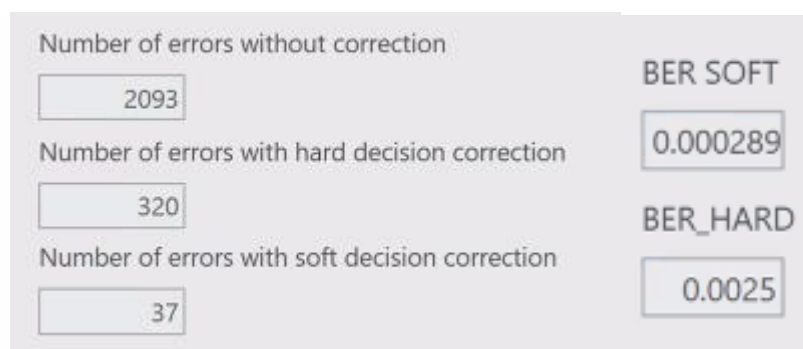 Number of errors without correction
2093
Number of errors with hard decision correction
320
Number of errors with soft decision correction
37
BER SOFT
0.000289
BER_HARD
0.0025